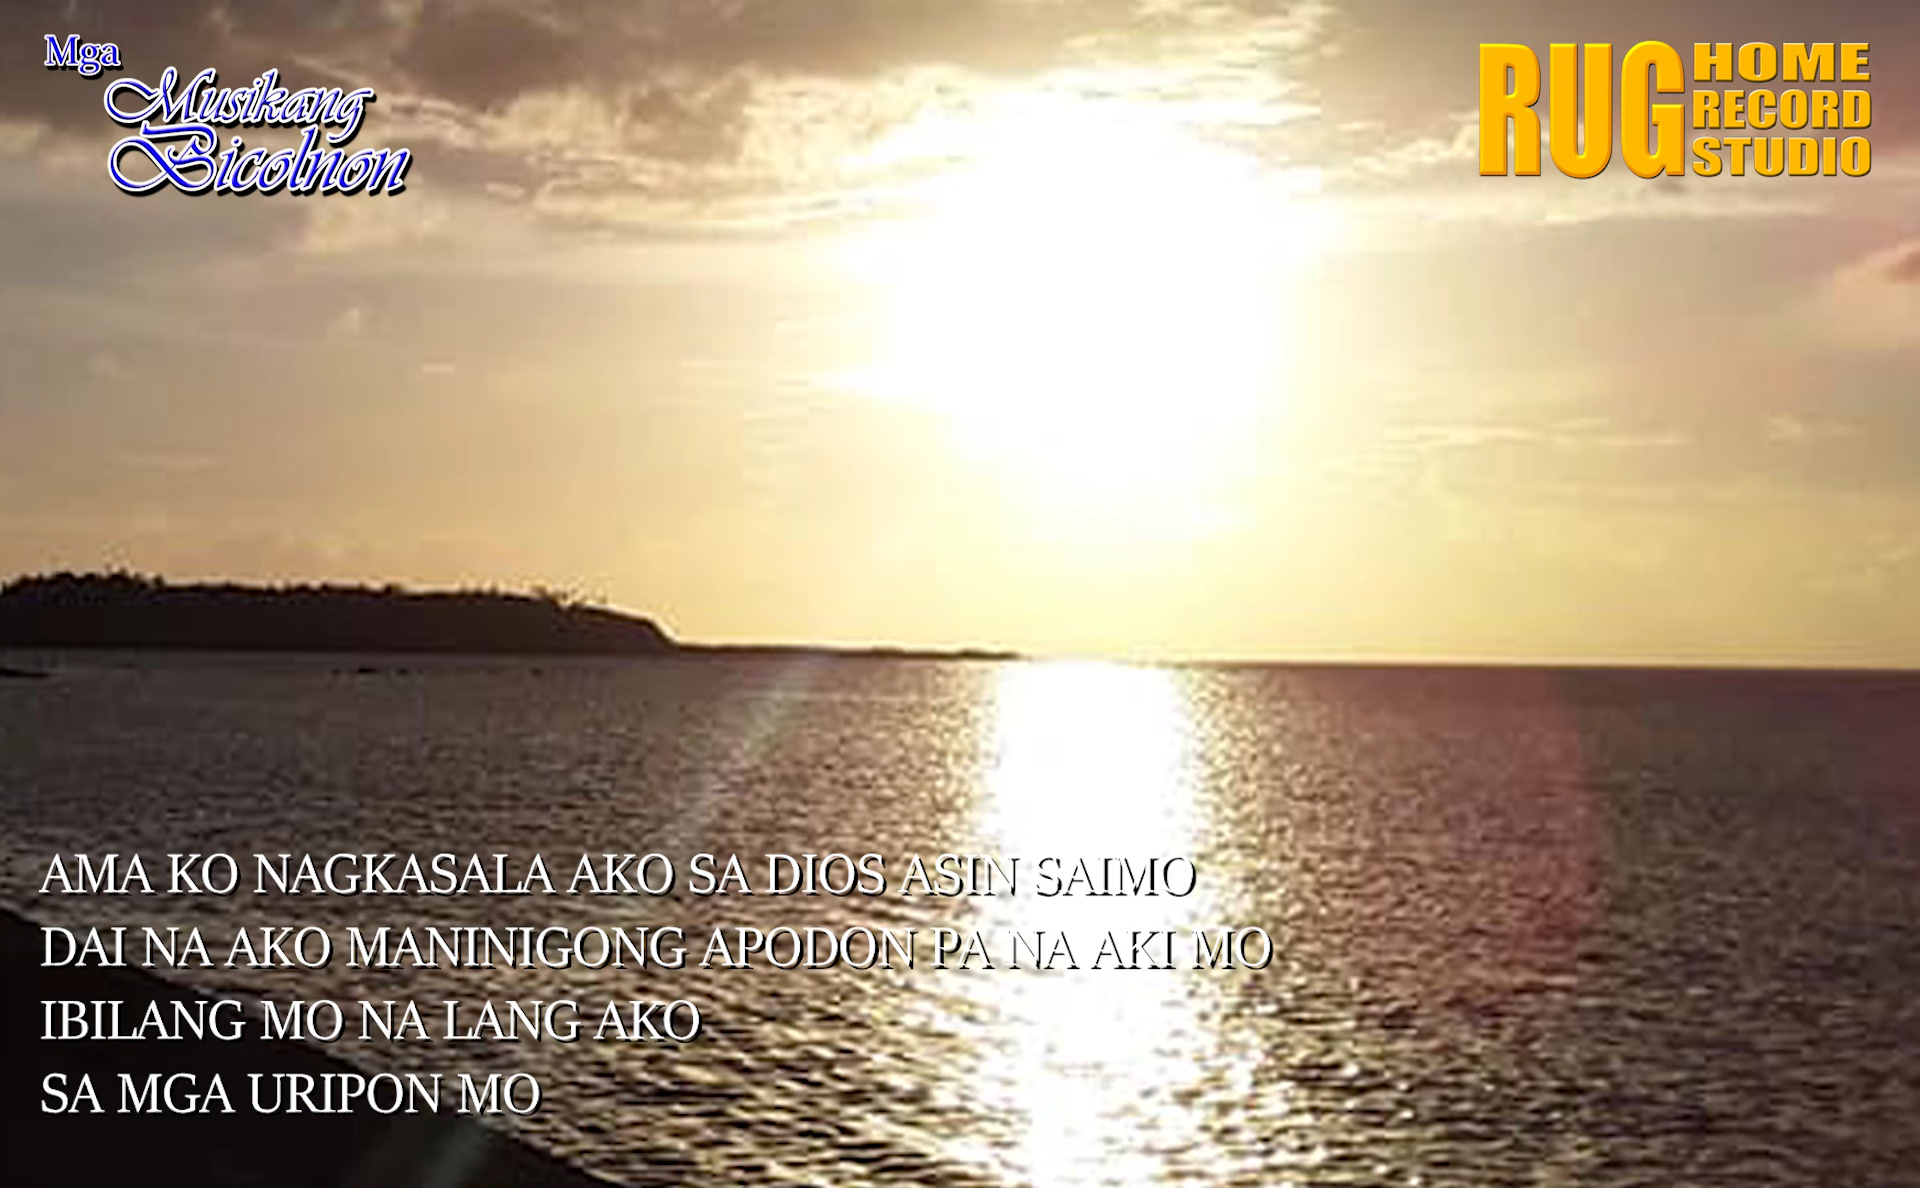 Mga
Musikang
Bicolnon
RUG HOME
RECORD
STUDIO
AMA KO NAGKASALA AKO SA DIOS ASIN SAIMO
DAI NA AKO MANINIGONG APODON PA NA AKI MO
IBILANG MO NA LANG AKO
SA MGA URIPON MO